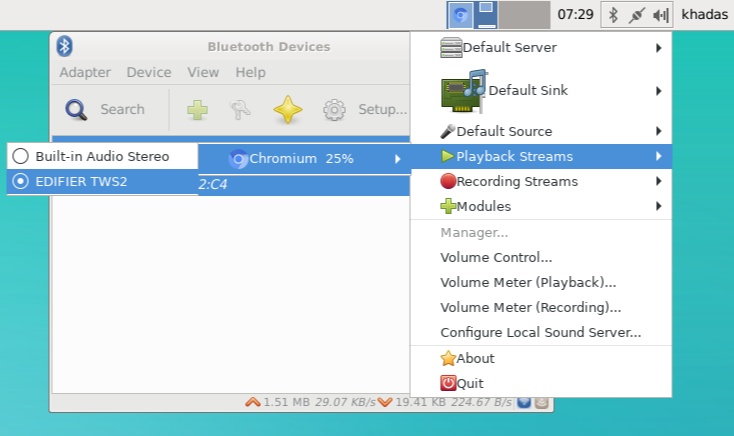 07:29
khadas
Bluetooth Devices
Adapter Device View Help
Search
Setup...
Default Server
Default Sink
Default Source
Playback Streams
Recording Streams
Modules
Manager...
Volume Control...
Volume Meter (Playback)...
Volume Meter (Recording)...
Configure Local Sound Server...
About
Quit
Chromium 25%
Built-in Audio Stereo
EDIFIER TWS2
2:C4
1.51 MB 29.07 KB/s 19.41 KB 224.67 B/s